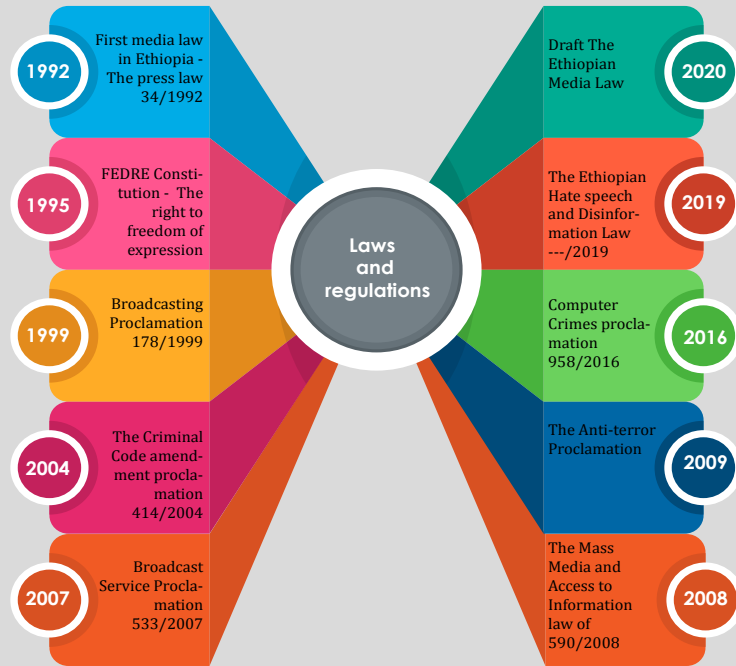 1992
First media law
in Ethiopia -
The press law
34/1992
1995
FEDRE Consti-
tution - The
right to
freedom of
expression
1999
Broadcasting
Proclamation
178/1999
2004
The Criminal
Code amend-
ment procla-
mation
414/2004
2007
Broadcast
Service Procla-
mation
533/2007
Laws
and
regulations
Draft The
Ethiopian
Media Law
2020
The Ethiopian
Hate speech
and Disinfor-
mation Law
---/2019
2019
Computer
Crimes procla-
mation
958/2016
2016
The Anti-terror
Proclamation
2009
The Mass
Media and
Access to
Information
law of
590/2008
2008